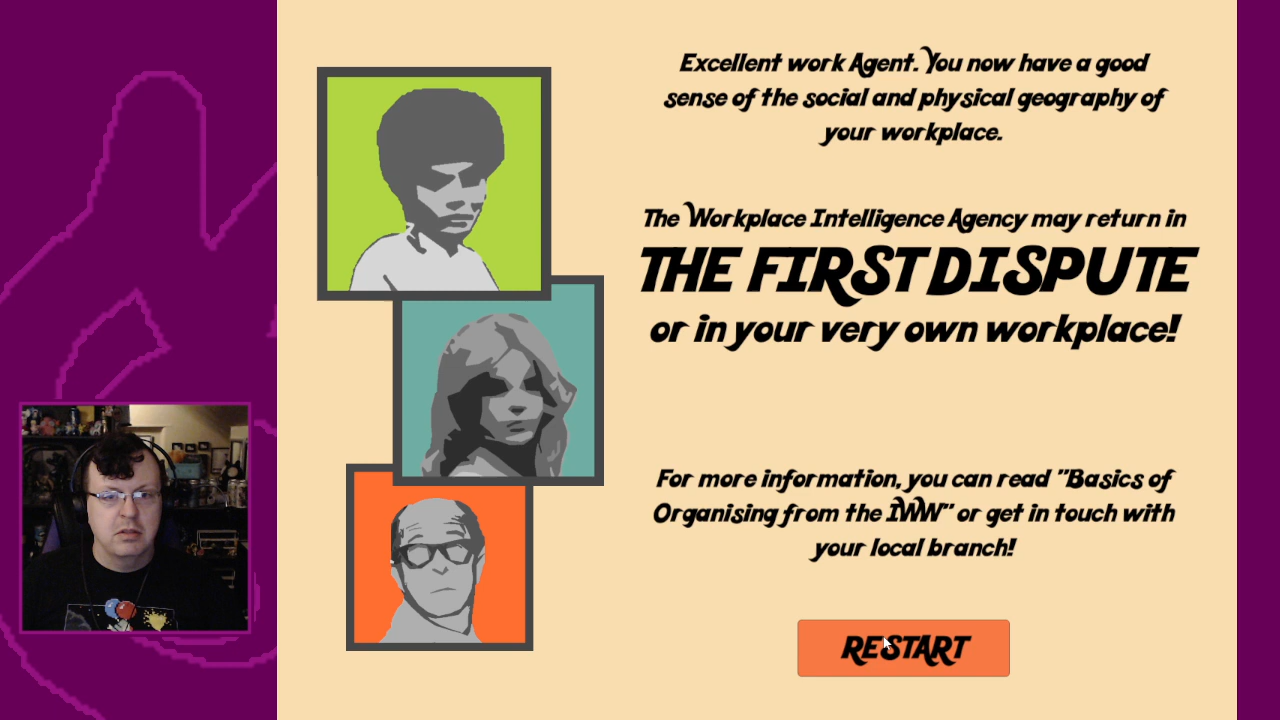 Excellent work Agent. You now have a good
sense of the social and physical geography of
your workplace.
The Workplace Intelligence Agency may return in
THE FIRST DISPUTE
or in your very own workplace!
For more information, you can read "Basics of
Organising from the IWW" or get in touch with
your local branch!
RESTART